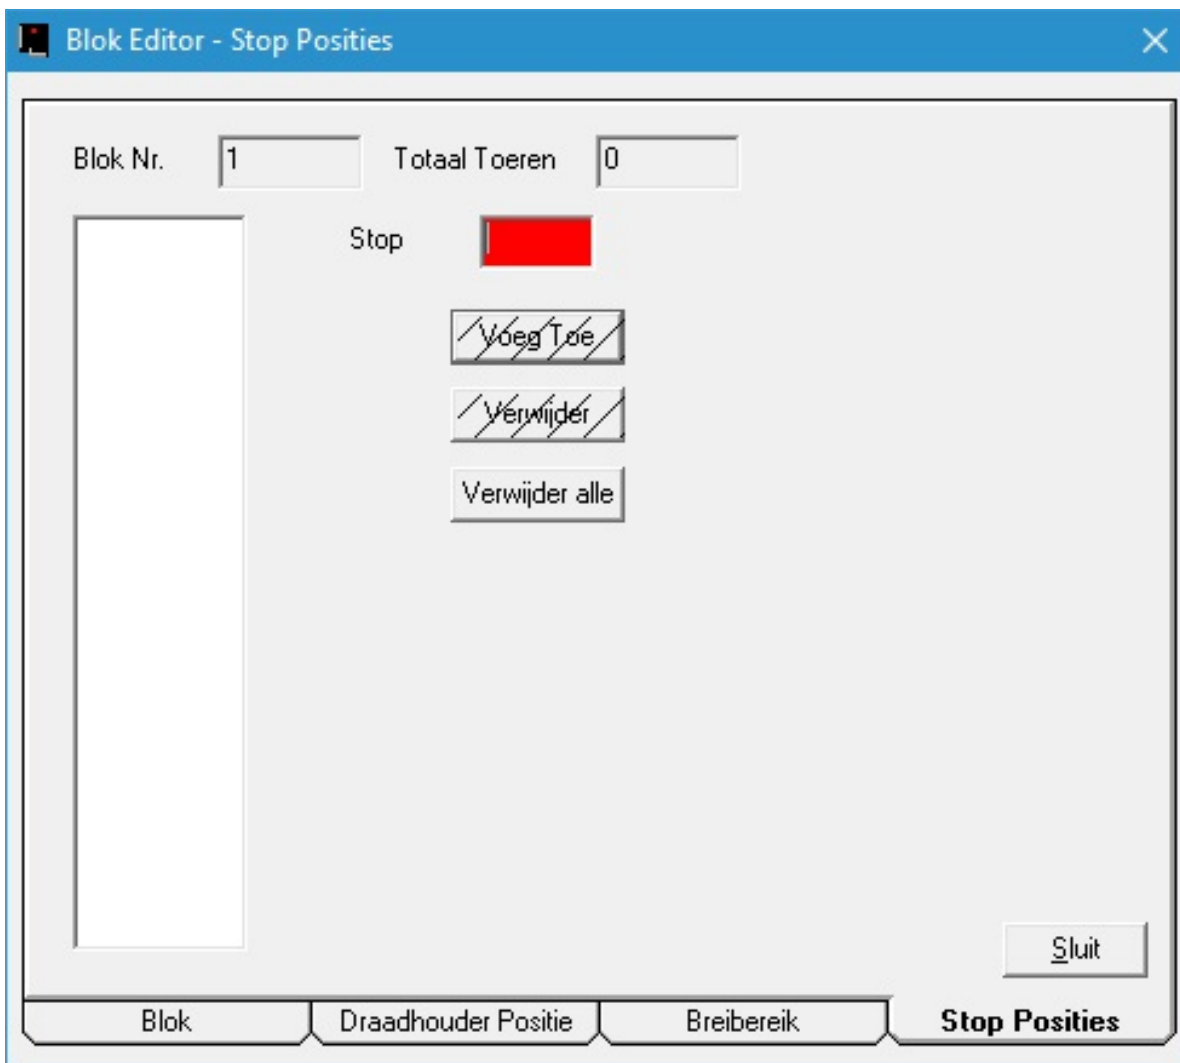 Blok Editor - Stop Posities
Blok Nr. 1 Totaal Toeren 0
Stop
Voeg Toe
Verwijder
Verwijder alle
Sluit
Blok Draadhouder Positie Breibereik Stop Posities